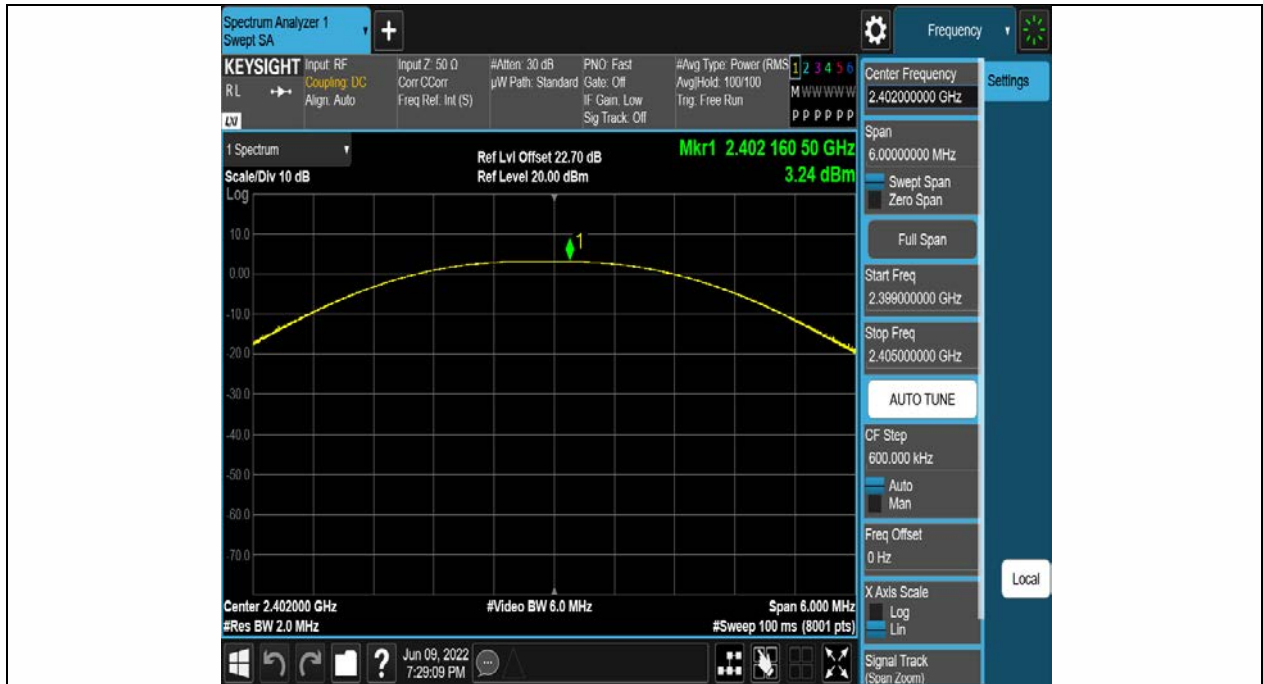 Spectrum Analyzer 1
Swept SA
+
Frequency
KEYSIGHT
RL
LXI
Input: RF
Coupling: DC
Align: Auto
Input Z: 50 Ω
Corr CCorr
Freq Ref: Int (S)
#Atten: 30 dB
µW Path: Standard
PNO: Fast
Gate: Off
IF Gain: Low
Sig Track: Off
#Avg Type: Power (RMS
Avg|Hold: 100/100
Trig: Free Run
1 2 3 4 5 6
M W W W W W
P P P P P P
1 Spectrum
Scale/Div 10 dB
Log
Ref Lvl Offset 22.70 dB
Ref Level 20.00 dBm
Mkr1 2.402 160 50 GHz
3.24 dBm
10.0
0.00
-10.0
-20.0
-30.0
-40.0
-50.0
-60.0
-70.0
1
Center 2.402000 GHz
#Res BW 2.0 MHz
#Video BW 6.0 MHz
Span 6.000 MHz
#Sweep 100 ms (8001 pts)
Center Frequency
2.402000000 GHz
Settings
Span
6.00000000 MHz
Swept Span
Zero Span
Full Span
Start Freq
2.399000000 GHz
Stop Freq
2.405000000 GHz
AUTO TUNE
CF Step
600.000 kHz
Auto
Man
Freq Offset
0 Hz
Local
X Axis Scale
Log
Lin
Signal Track
(Span Zoom)
?
Jun 09, 2022
7:29:09 PM